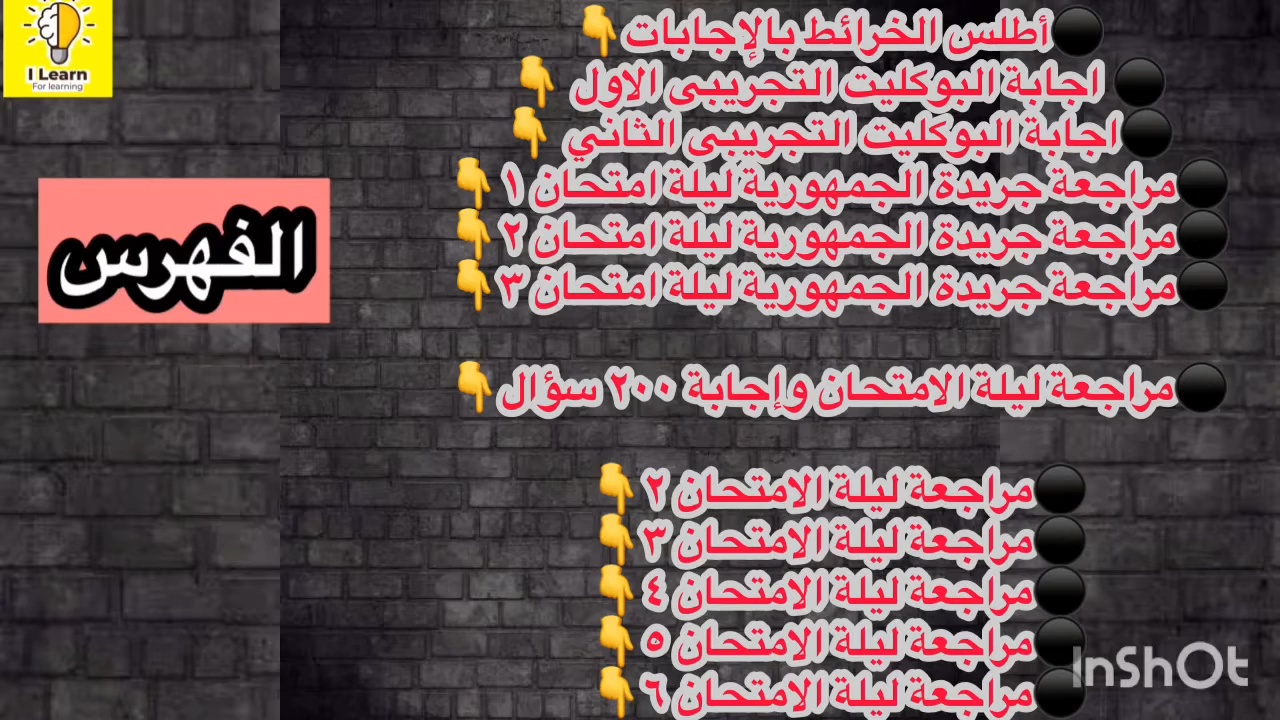 I Learn
For learning
الفهرس
⚫أطلس الخرائط بالإجابات👇
⚫ اجابة البوكليت التجريبى الاول 👇
⚫اجابة البوكليت التجريبى الثاني 👇
⚫مراجعة جريدة الجمهورية ليلة امتحان ١ 👇
⚫مراجعة جريدة الجمهورية ليلة امتحان ٢ 👇
⚫مراجعة جريدة الجمهورية ليلة امتحان ٣ 👇
⚫مراجعة ليلة الامتحان وإجابة ٢٠٠ سؤال 👇
⚫مراجعة ليلة الامتحان ٢ 👇
⚫مراجعة ليلة الامتحان ٣ 👇
⚫مراجعة ليلة الامتحان ٤ 👇
⚫مراجعة ليلة الامتحان ٥ 👇
⚫مراجعة ليلة الامتحان ٦ 👇
InShOt